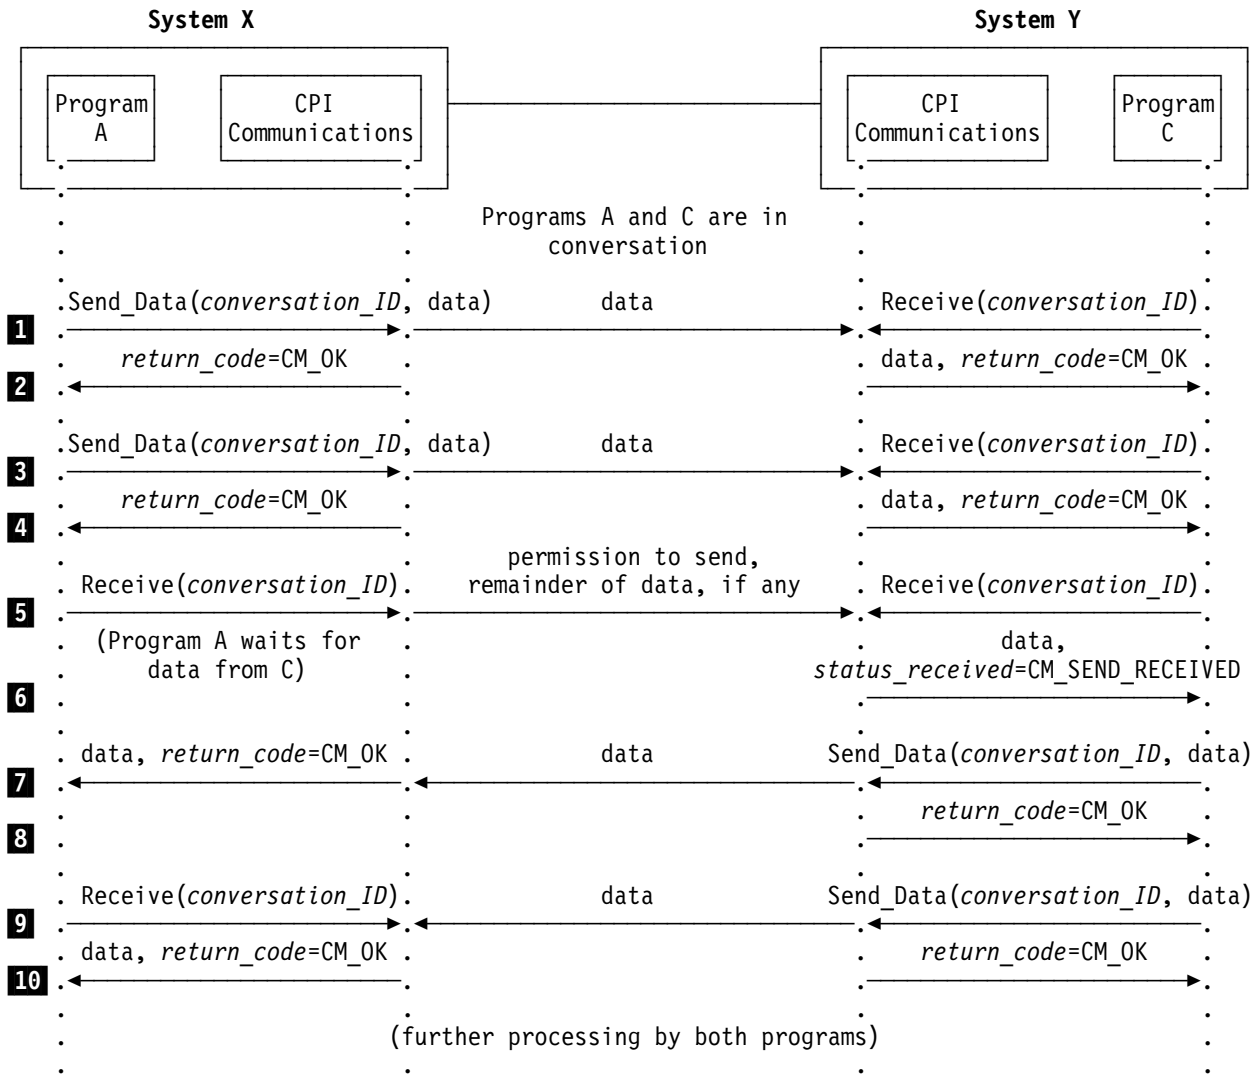 System X System Y
Program CPI CPI Program
A Communications Communications C
Programs A and C are in
conversation
Send_Data(conversation_ID, data) data Receive(conversation_ID)
1
return_code=CM_OK data, return_code=CM_OK
2
Send_Data(conversation_ID, data) data Receive(conversation_ID)
3
return_code=CM_OK data, return_code=CM_OK
4
permission to send,
Receive(conversation_ID) remainder of data, if any Receive(conversation_ID)
5
(Program A waits for data,
data from C) status_received=CM_SEND_RECEIVED
6
data, return_code=CM_OK data Send_Data(conversation_ID, data)
7
return_code=CM_OK
8
Receive(conversation_ID) data Send_Data(conversation_ID, data)
9
data, return_code=CM_OK return_code=CM_OK
10
(further processing by both programs)